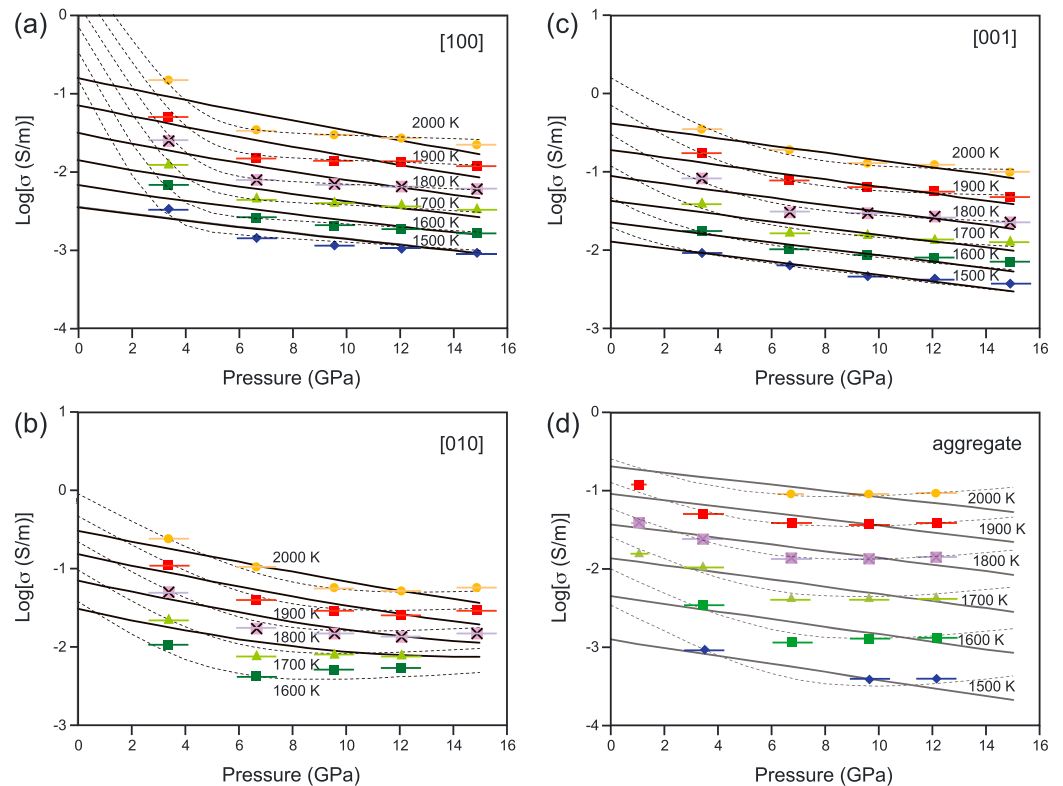 (a)
[100]
0
-1
-2
-3
-4
Log[σ (S/m)]
2000 K
1900 K
1800 K
1700 K
1600 K
1500 K
0 2 4 6 8 10 12 14 16
Pressure (GPa)
(c)
[001]
1
0
-1
-2
-3
Log[σ (S/m)]
2000 K
1900 K
1800 K
1700 K
1600 K
1500 K
0 2 4 6 8 10 12 14 16
Pressure (GPa)
(b)
[010]
1
0
-1
-2
-3
Log[σ (S/m)]
2000 K
1900 K
1800 K
1700 K
1600 K
0 2 4 6 8 10 12 14 16
Pressure (GPa)
(d)
aggregate
0
-1
-2
-3
-4
Log[σ (S/m)]
2000 K
1900 K
1800 K
1700 K
1600 K
1500 K
0 2 4 6 8 10 12 14 16
Pressure (GPa)